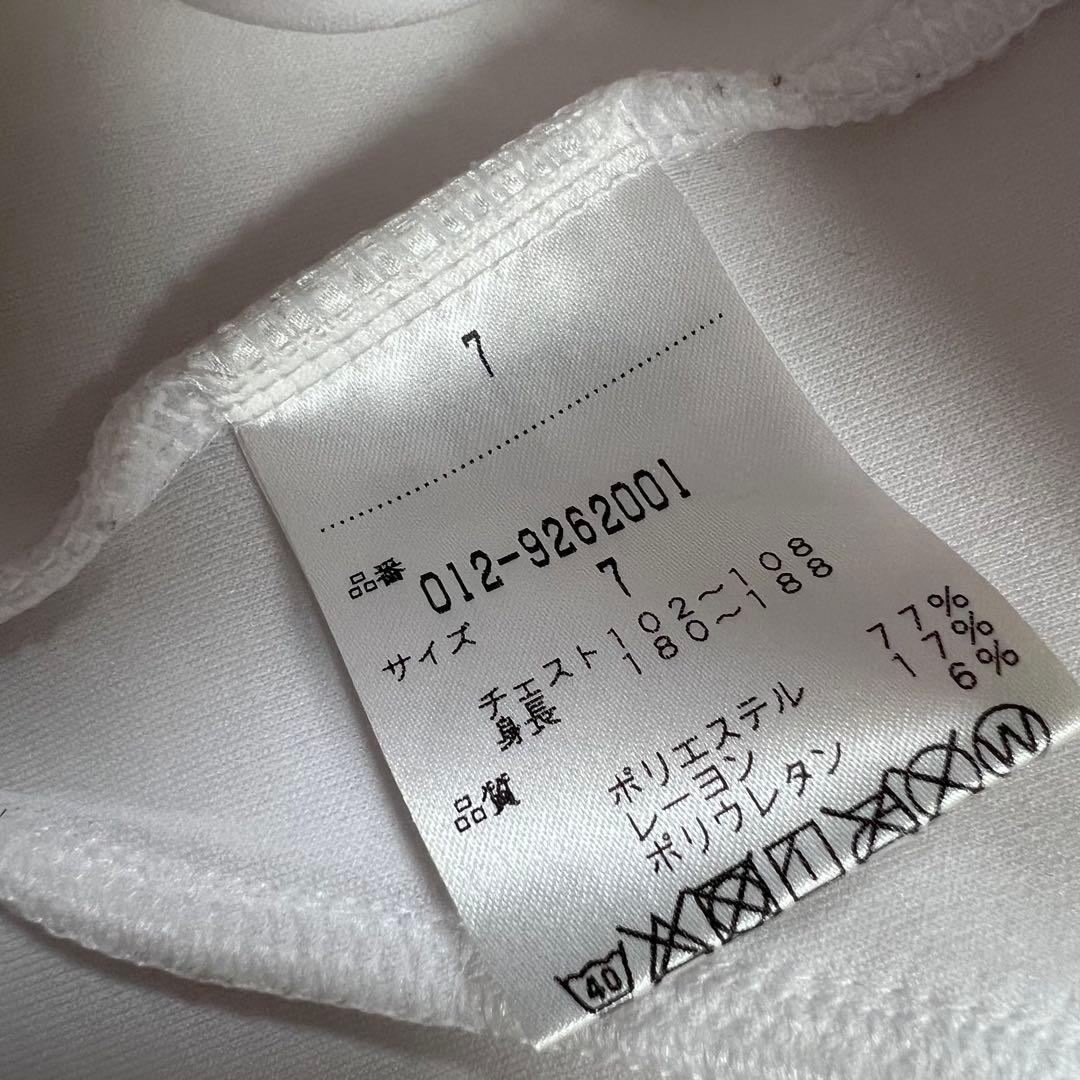 7
品番 012-9262001
サイズ 7
チェスト 102～108
身長 180～188
品質 ポリエステル 77%
レーヨン 17%
ポリウレタン 6%
40 W